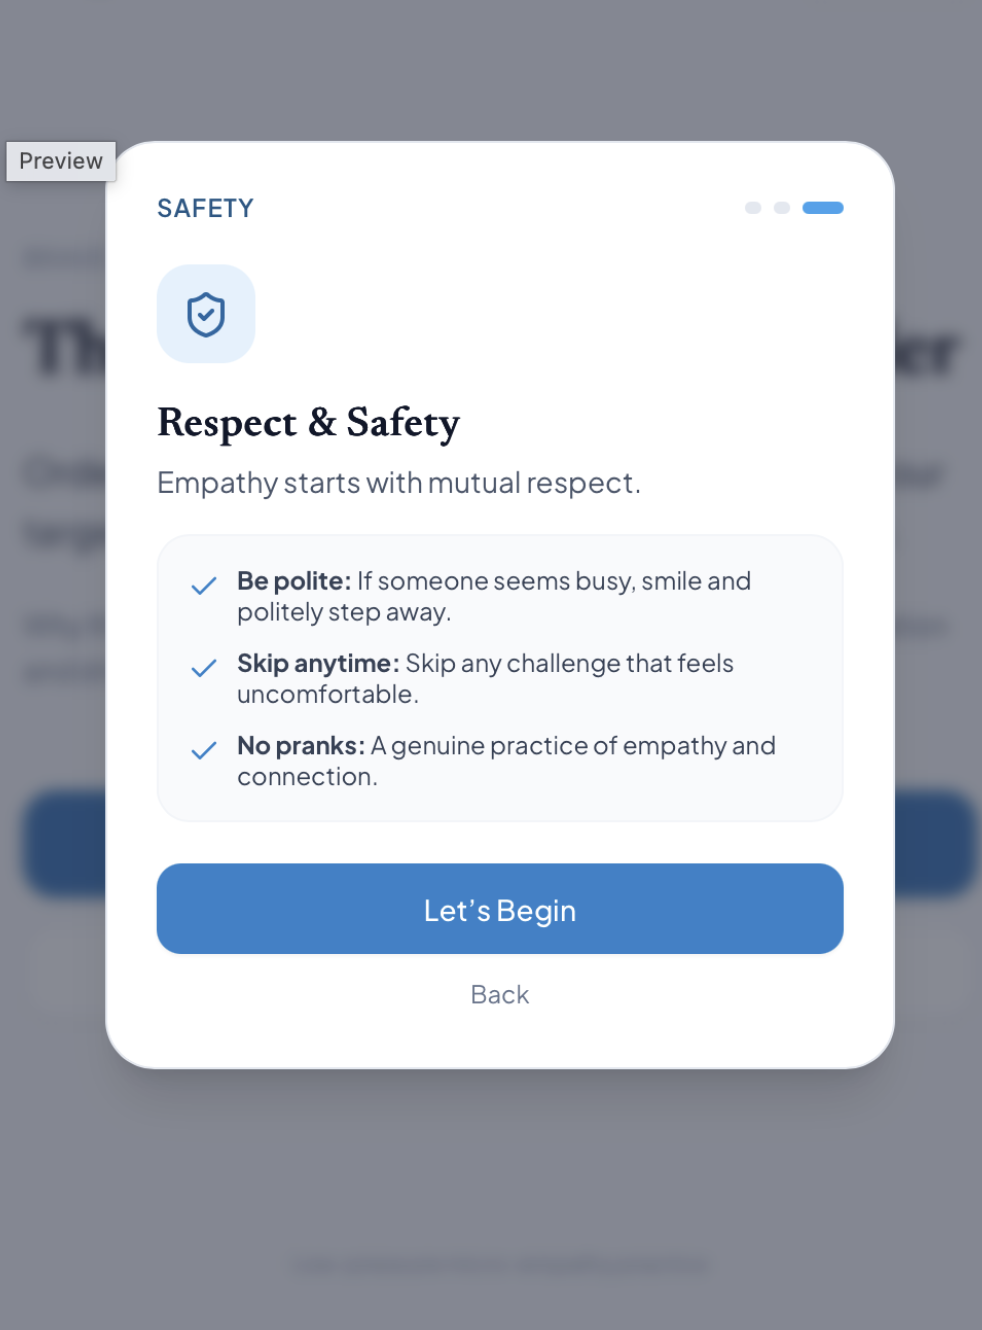 Preview
SAFETY
Respect & Safety
Empathy starts with mutual respect.
Be polite: If someone seems busy, smile and
politely step away.
Skip anytime: Skip any challenge that feels
uncomfortable.
No pranks: A genuine practice of empathy and
connection.
Let’s Begin
Back